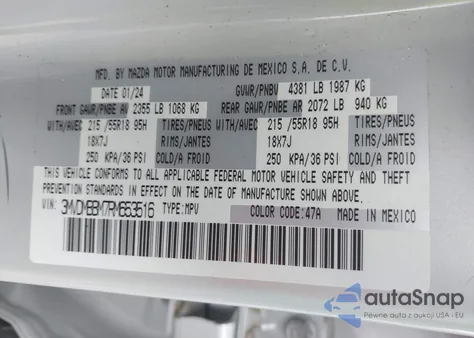 MFD. BY MAZDA MOTOR MANUFACTURING DE MEXICO S.A. DE C.V.
DATE 01/24 GVWR/PNBV 4381 LB 1987 KG
FRONT GAWR/PNBE AV 2355 LB 1068 KG REAR GAWR/PNBE AR 2072 LB 940 KG
WITH/AVEC 215 /55R18 95H TIRES/PNEUS WITH/AVEC 215 /55R18 95H TIRES/PNEUS
18X7J RIMS/JANTES 18X7J RIMS/JANTES
250 KPA/36 PSI COLD/A FROID 250 KPA/36 PSI COLD/A FROID
THIS VEHICLE CONFORMS TO ALL APPLICABLE FEDERAL MOTOR VEHICLE SAFETY AND
THEFT PREVENTION STANDARDS IN EFFECT ON THE DATE OF MANUFACTURE SHOWN ABOVE.
VIN: TYPE:MPV COLOR CODE:47A MADE IN MEXICO
autoSnap
Pewne auta z aukcji USA i EU